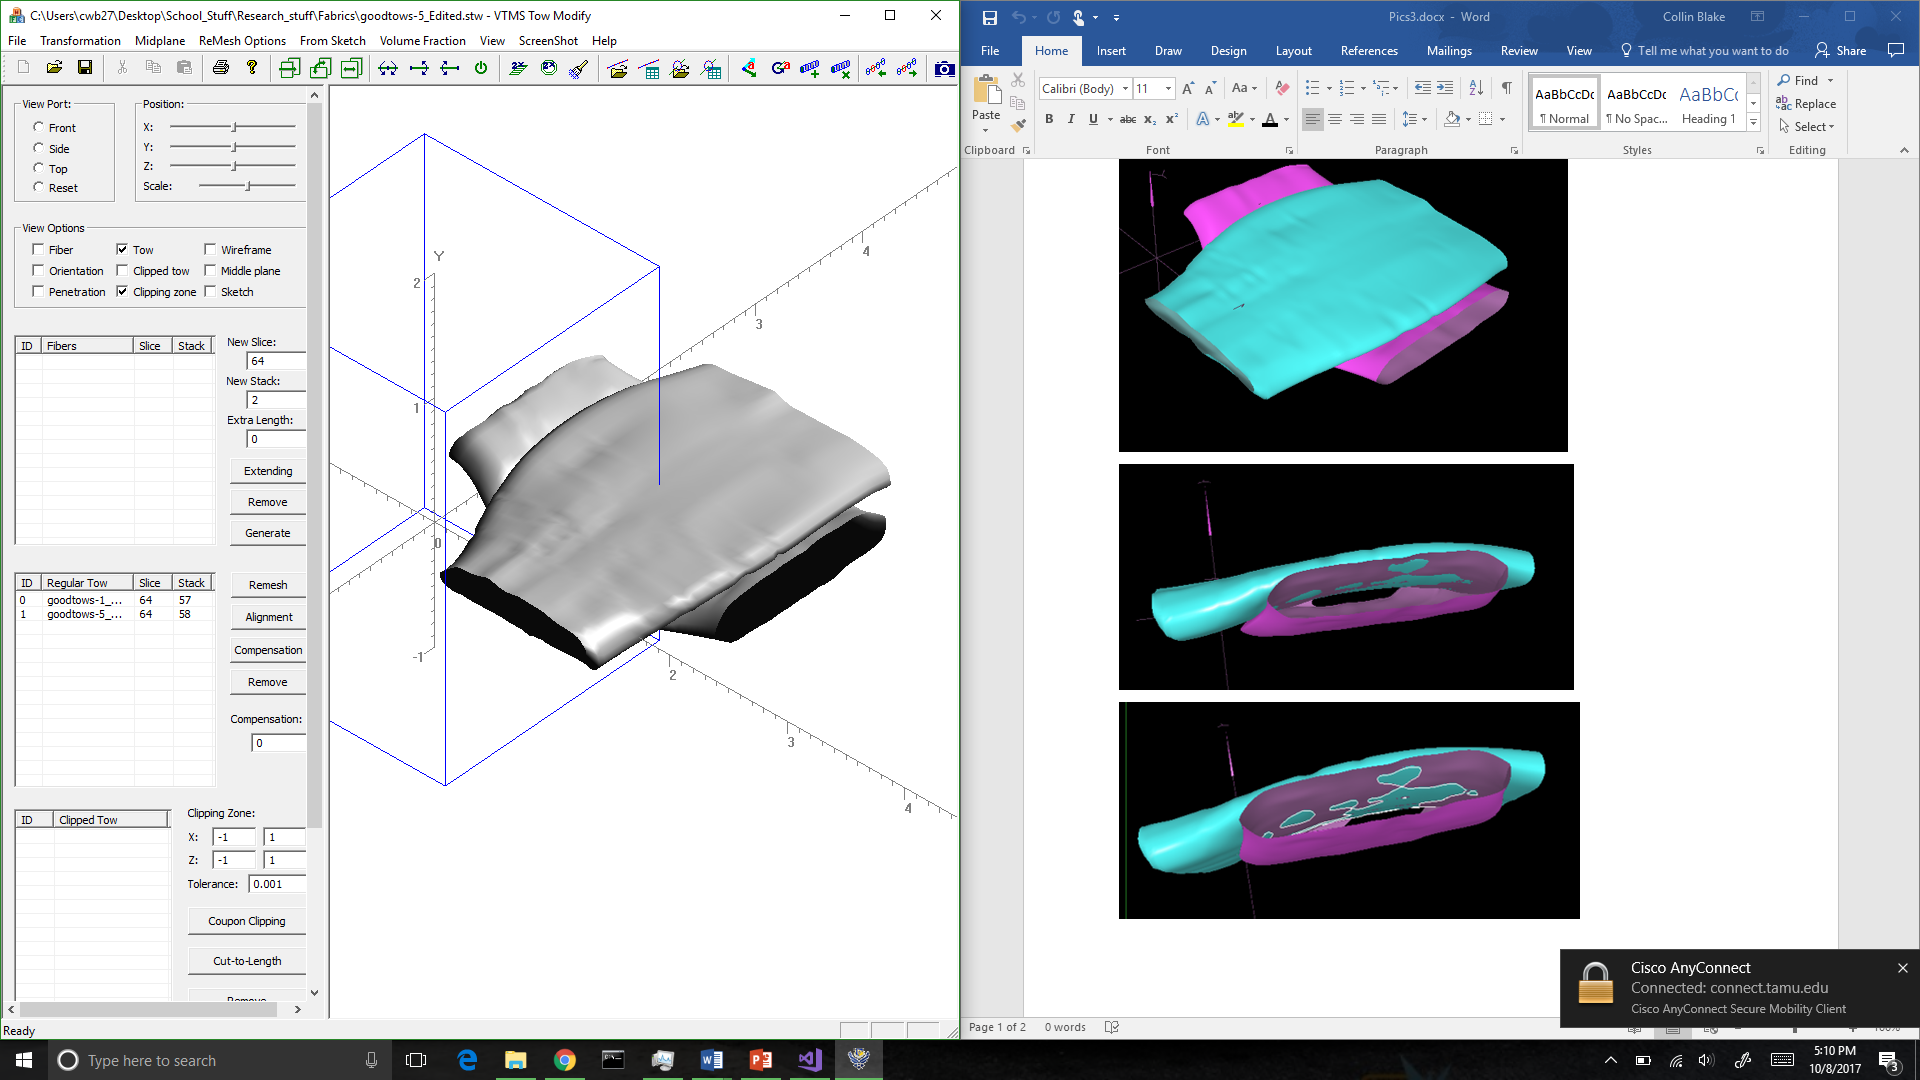 C:\Users\cwb27\Desktop\School_Stuff\Research_stuff\Fabrics\goodtows-5_Edited.stw - VTMS Tow Modify
File Transformation Midplane ReMesh Options From Sketch Volume Fraction View ScreenShot Help
View Port:
Front
Side
Top
Reset
Position:
X:
Y:
Z:
Scale:
View Options
Fiber Tow Wireframe
Orientation Clipped tow Middle plane
Penetration Clipping zone Sketch
ID Fibers Slice Stack
New Slice:
64
New Stack:
2
Extra Length:
0
Extending
Remove
Generate
ID Regular Tow Slice Stack
0 goodtows-1_... 64 57
1 goodtows-5_... 64 58
Remesh
Alignment
Compensation
Remove
Compensation:
0
ID Clipped Tow
Clipping Zone:
X: -1 1
Z: -1 1
Tolerance: 0.001
Coupon Clipping
Cut-to-Length
Remove
Ready
Y
2
1
0
-1
4
3
2
3
4
Pics3.docx - Word
Collin Blake
File Home Insert Draw Design Layout References Mailings Review View Tell me what you want to do Share
Paste
Calibri (Body) 11
Aa
B I U abc x₂ x² A ab A
AaBbCcDc AaBbCcDc AaBbCc
¶ Normal ¶ No Spac... Heading 1
Find
Replace
Select
Clipboard Font Paragraph Styles Editing
Page 1 of 2 0 words
100%
Cisco AnyConnect
Connected: connect.tamu.edu
Cisco AnyConnect Secure Mobility Client
Type here to search
5:10 PM
10/8/2017
3